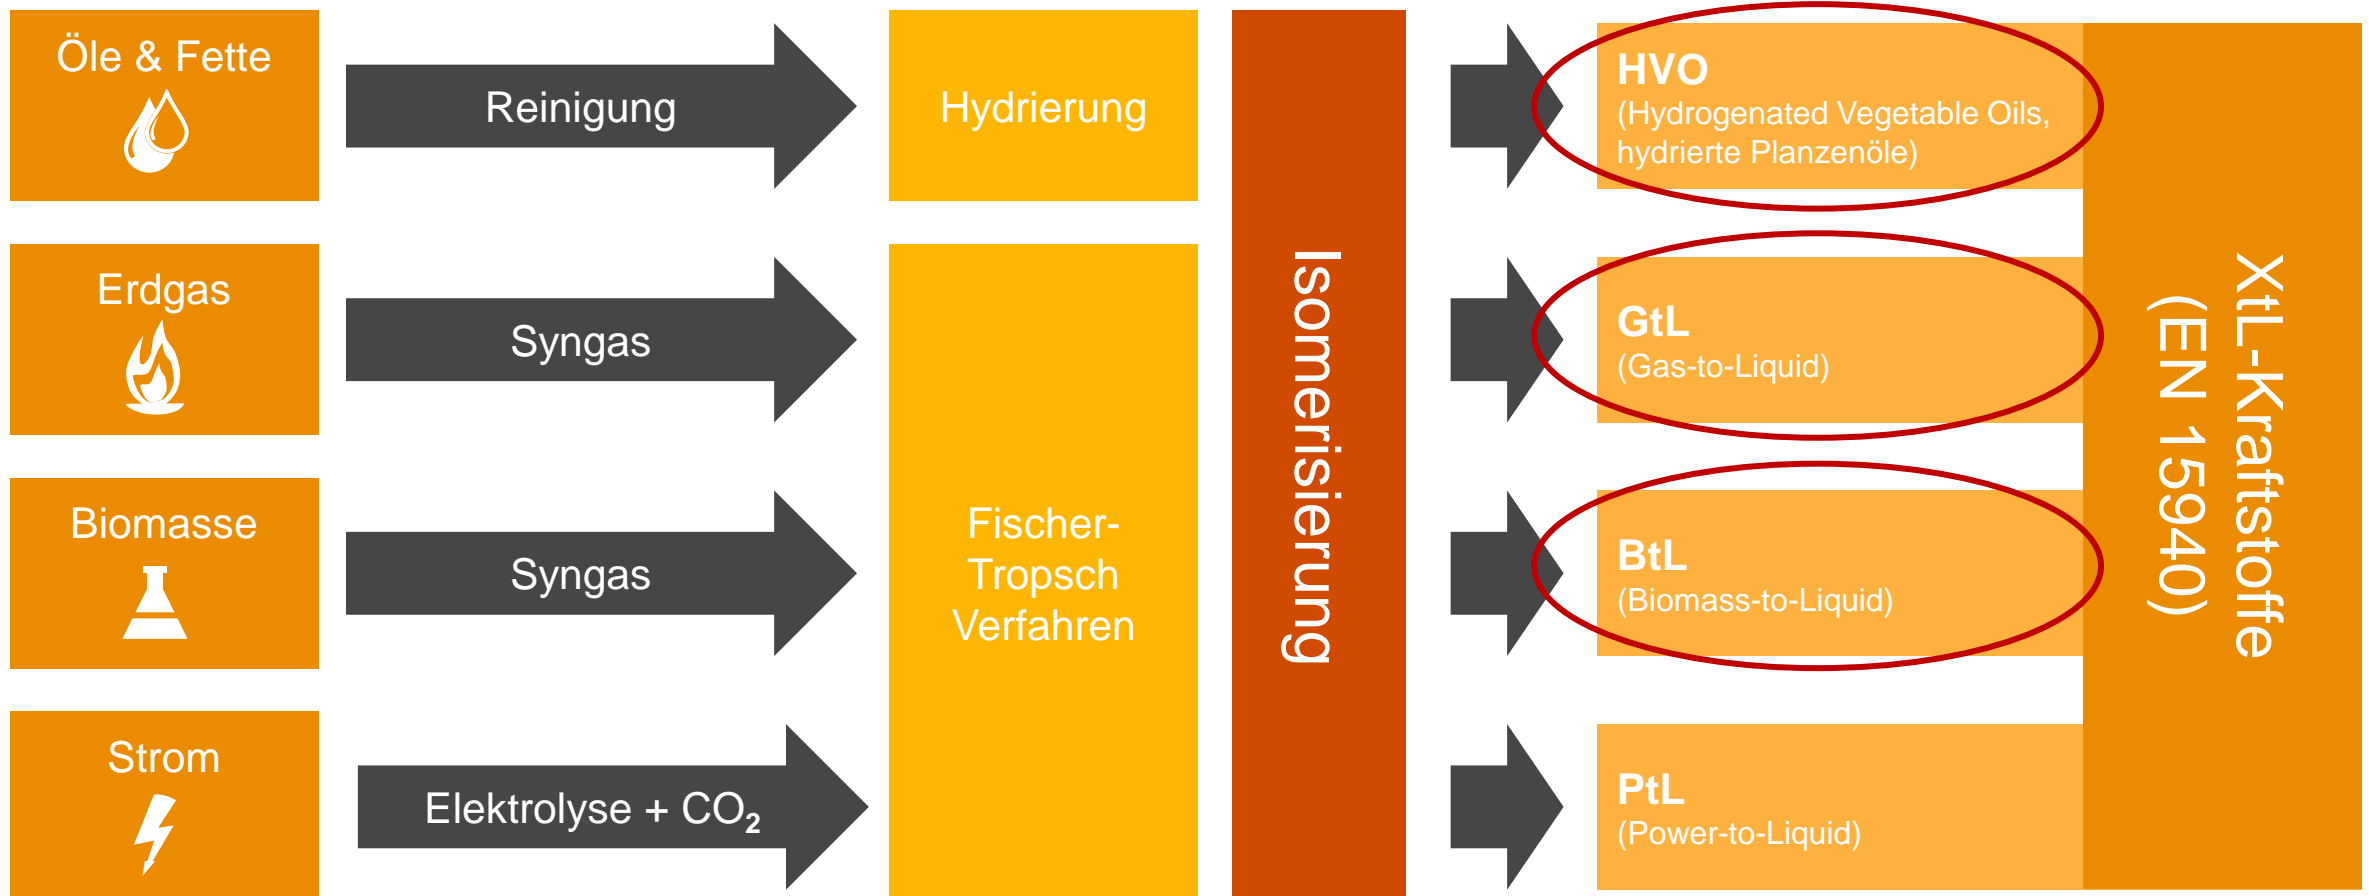 Öle & Fette
Reinigung
Hydrierung
HVO
(Hydrogenated Vegetable Oils,
hydrierte Planzenöle)
Erdgas
Syngas
GtL
(Gas-to-Liquid)
Biomasse
Syngas
Fischer-
Tropsch
Verfahren
BtL
(Biomass-to-Liquid)
Strom
Elektrolyse + CO₂
PtL
(Power-to-Liquid)
Isomerisierung
XtL-Kraftstoffe
(EN 15940)